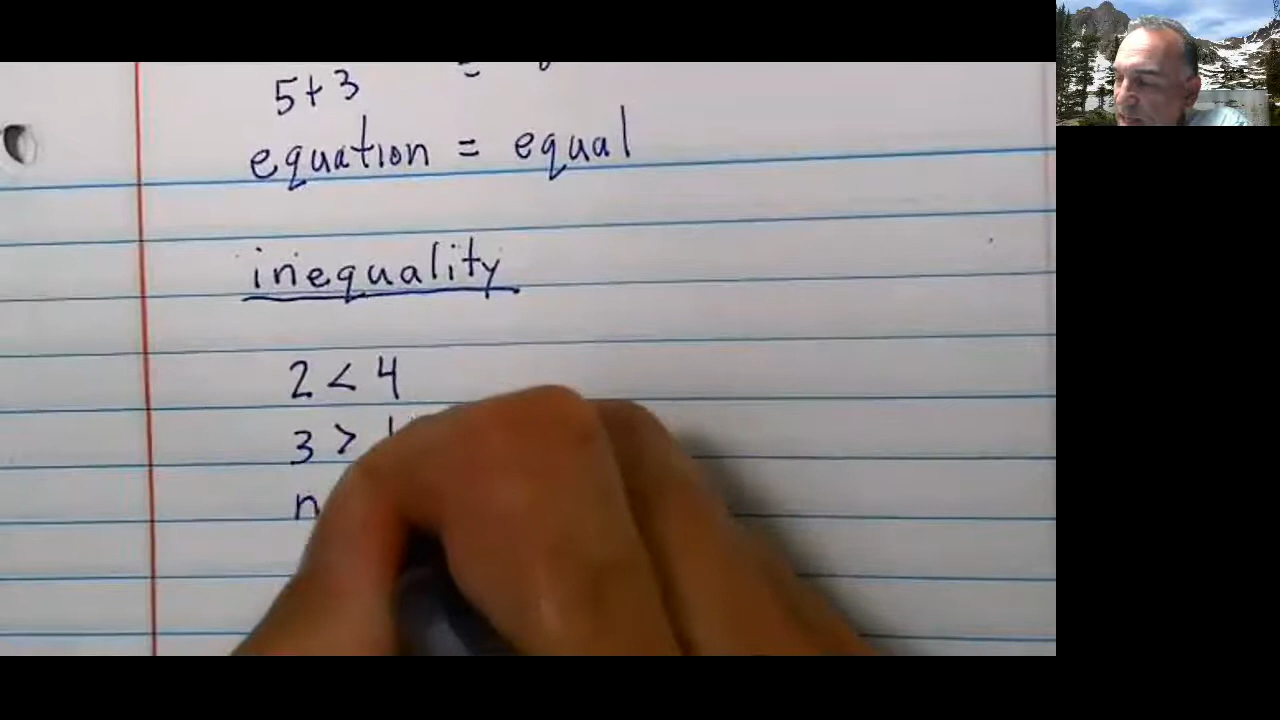 5+3 =
equation = equal
inequality
2 < 4
3 >
n